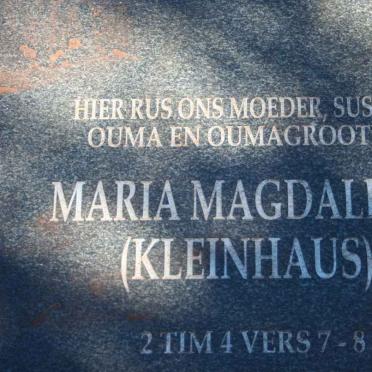 HIER RUS ONS MOEDER, SUS
OUMA EN OUMAGROOT
MARIA MAGDAL
(KLEINHAUS)
2 TIM 4 VERS 7 - 8